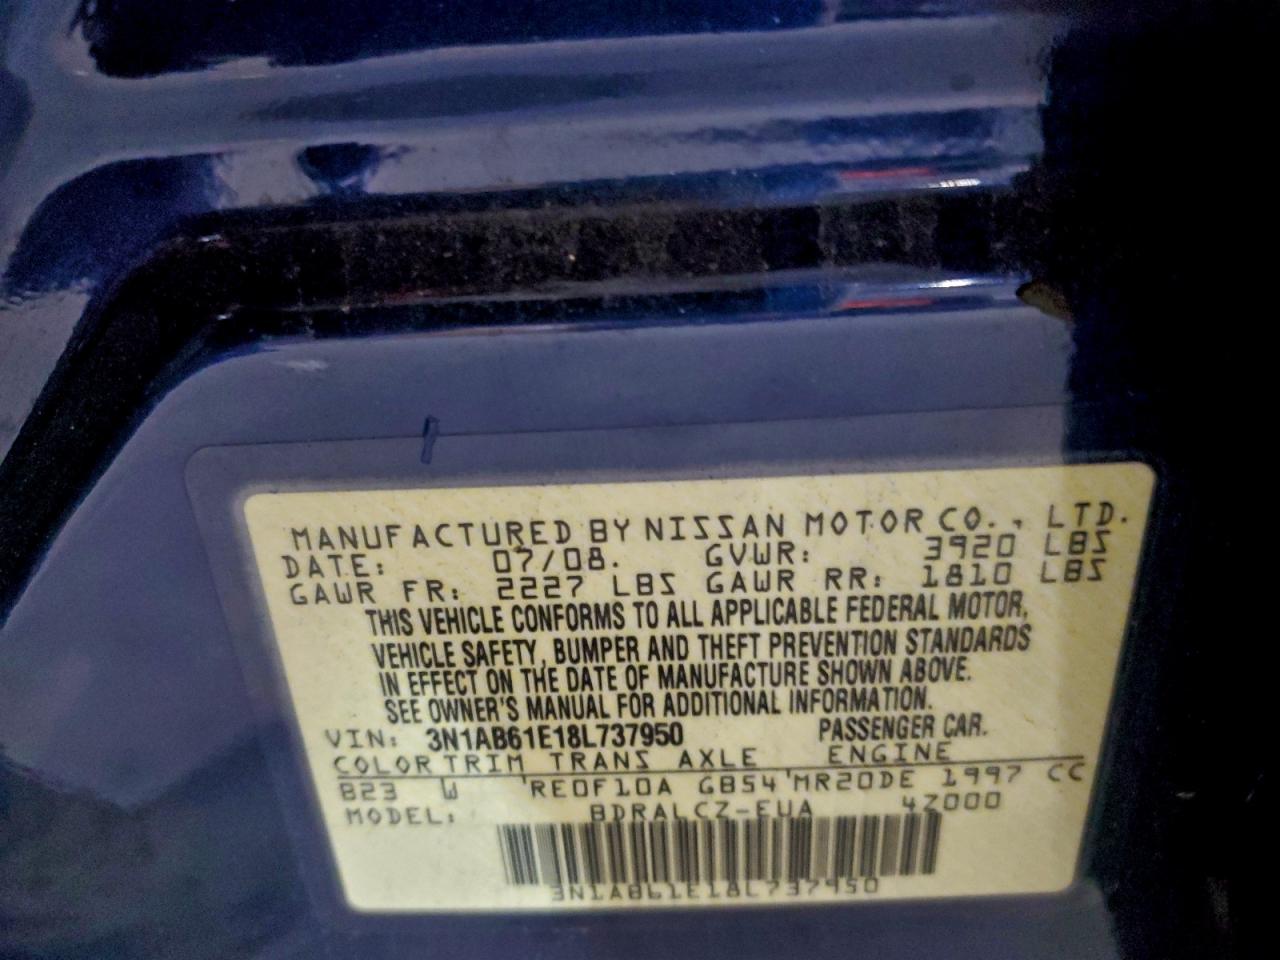 MANUFACTURED BY NISSAN MOTOR CO., LTD.
DATE: 07/08. GVWR: 3920 LBS
GAWR FR: 2227 LBS GAWR RR: 1810 LBS
THIS VEHICLE CONFORMS TO ALL APPLICABLE FEDERAL MOTOR,
VEHICLE SAFETY, BUMPER AND THEFT PREVENTION STANDARDS
IN EFFECT ON THE DATE OF MANUFACTURE SHOWN ABOVE.
SEE OWNER'S MANUAL FOR ADDITIONAL INFORMATION.
VIN: 3N1AB61E18L737950 PASSENGER CAR.
COLOR TRIM TRANS AXLE ENGINE
B23 W 'RE0F10A GB54 'MR20DE 1997 CC
MODEL: BDRALCZ-EUA 4Z000
3N1AB61E18L737950